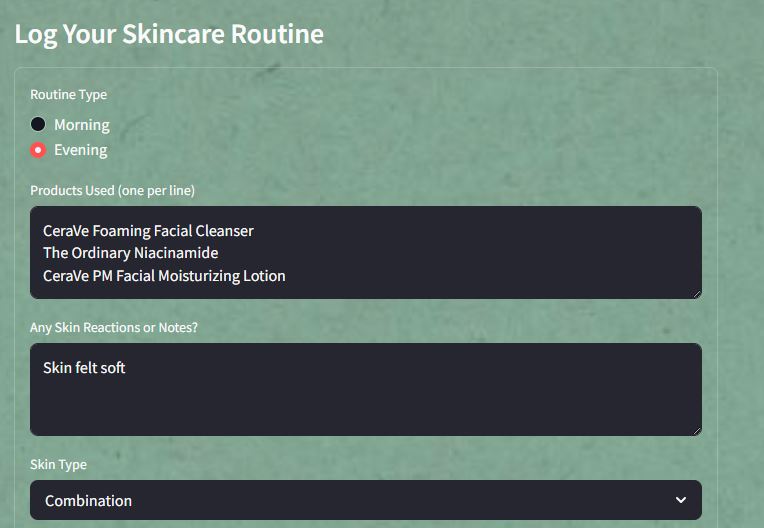 Log Your Skincare Routine
Routine Type
Morning
Evening
Products Used (one per line)
CeraVe Foaming Facial Cleanser
The Ordinary Niacinamide
CeraVe PM Facial Moisturizing Lotion
Any Skin Reactions or Notes?
Skin felt soft
Skin Type
Combination